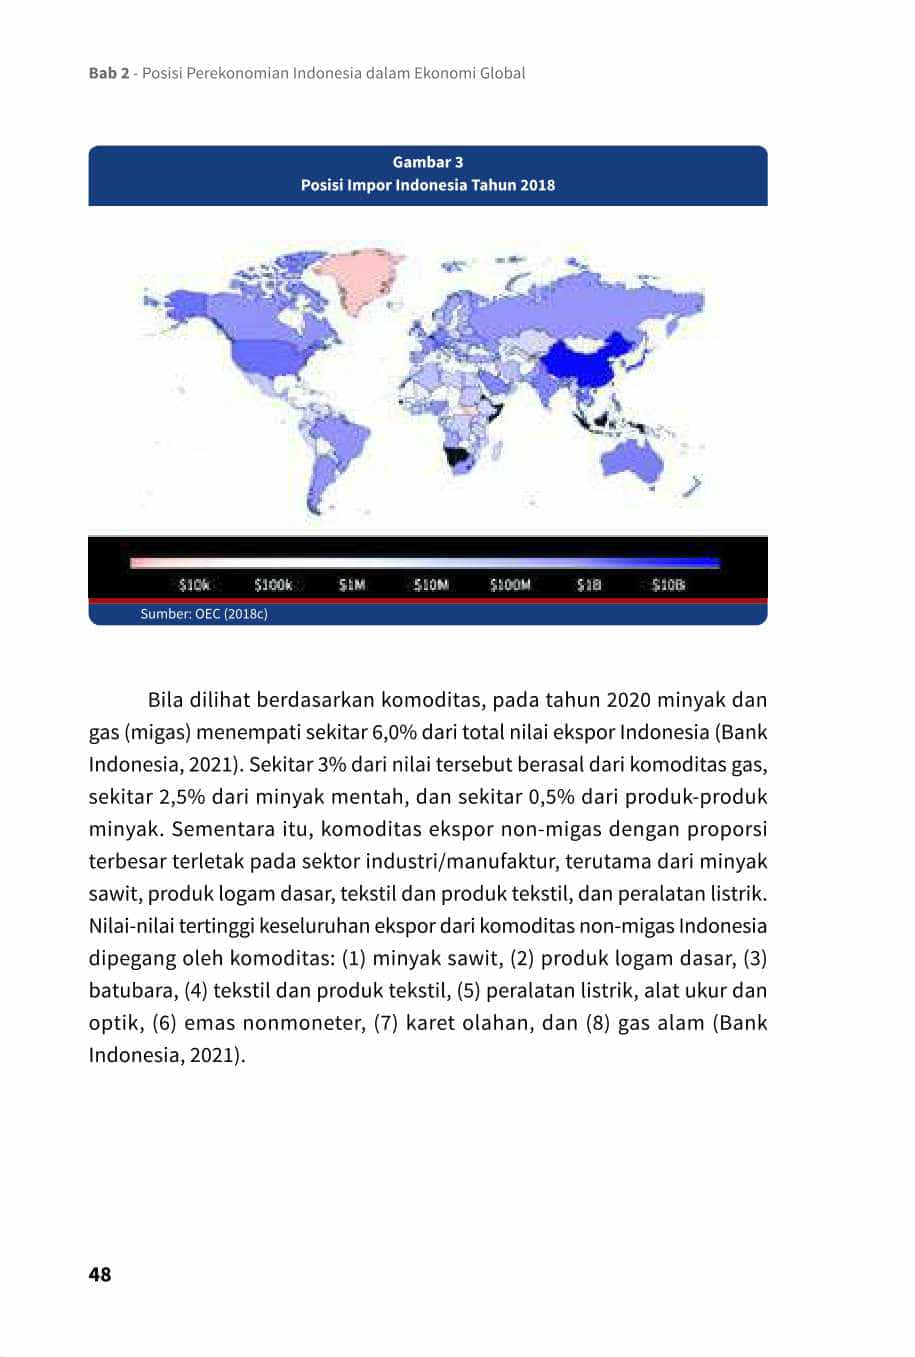 Bab 2 - Posisi Perekonomian Indonesia dalam Ekonomi Global
Gambar 3
Posisi Impor Indonesia Tahun 2018
$10k $100k $1M $10M $100M $1B $10B
Sumber: OEC (2018c)
Bila dilihat berdasarkan komoditas, pada tahun 2020 minyak dan
gas (migas) menempati sekitar 6,0% dari total nilai ekspor Indonesia (Bank
Indonesia, 2021). Sekitar 3% dari nilai tersebut berasal dari komoditas gas,
sekitar 2,5% dari minyak mentah, dan sekitar 0,5% dari produk-produk
minyak. Sementara itu, komoditas ekspor non-migas dengan proporsi
terbesar terletak pada sektor industri/manufaktur, terutama dari minyak
sawit, produk logam dasar, tekstil dan produk tekstil, dan peralatan listrik.
Nilai-nilai tertinggi keseluruhan ekspor dari komoditas non-migas Indonesia
dipegang oleh komoditas: (1) minyak sawit, (2) produk logam dasar, (3)
batubara, (4) tekstil dan produk tekstil, (5) peralatan listrik, alat ukur dan
optik, (6) emas nonmoneter, (7) karet olahan, dan (8) gas alam (Bank
Indonesia, 2021).
48